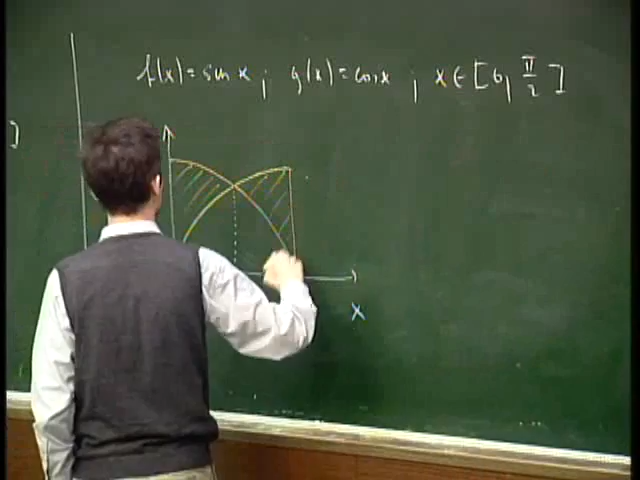 f(x) = sin x ; g(x) = cos x ; x ∈ [0, π/2]
]
x